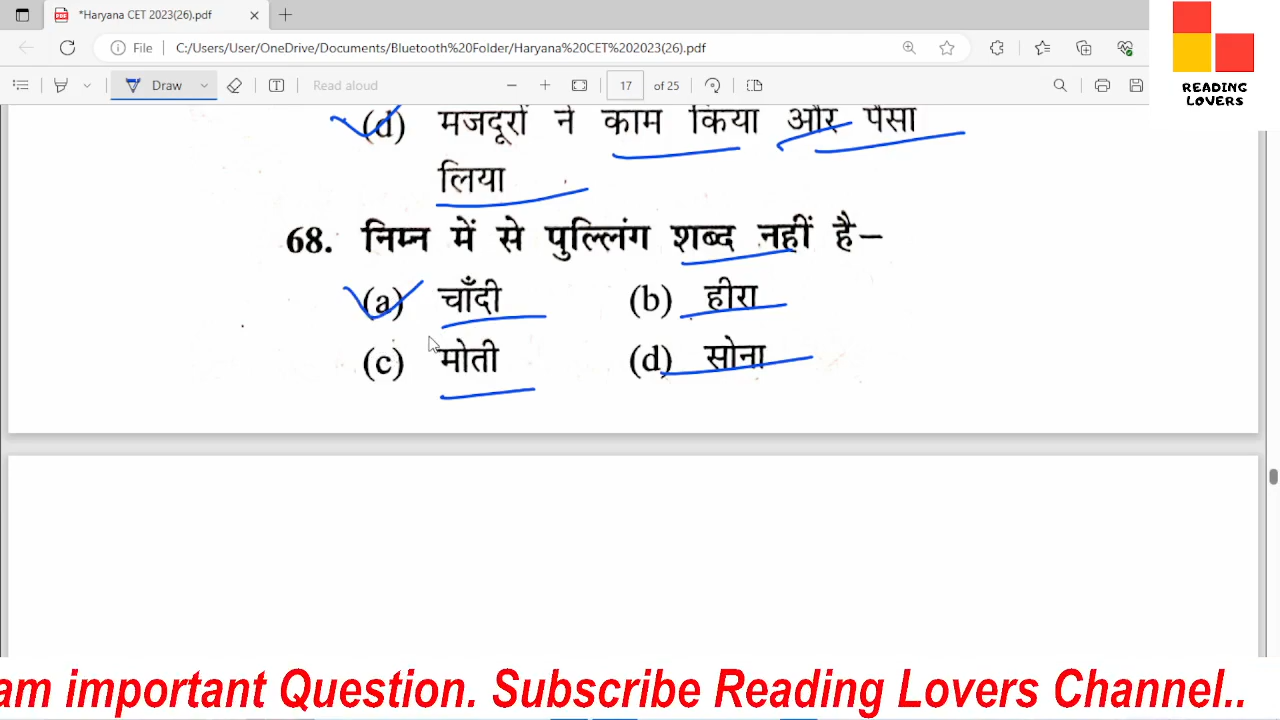 *Haryana CET 2023(26).pdf
File C:/Users/User/OneDrive/Documents/Bluetooth%20Folder/Haryana%20CET%202023(26).pdf
Draw Read aloud 17 of 25
READING
LOVERS
(d) मजदूरों ने काम किया और पैसा
लिया
68. निम्न में से पुल्लिंग शब्द नहीं है–
(a) चाँदी (b) हीरा
(c) मोती (d) सोना
am important Question. Subscribe Reading Lovers Channel..